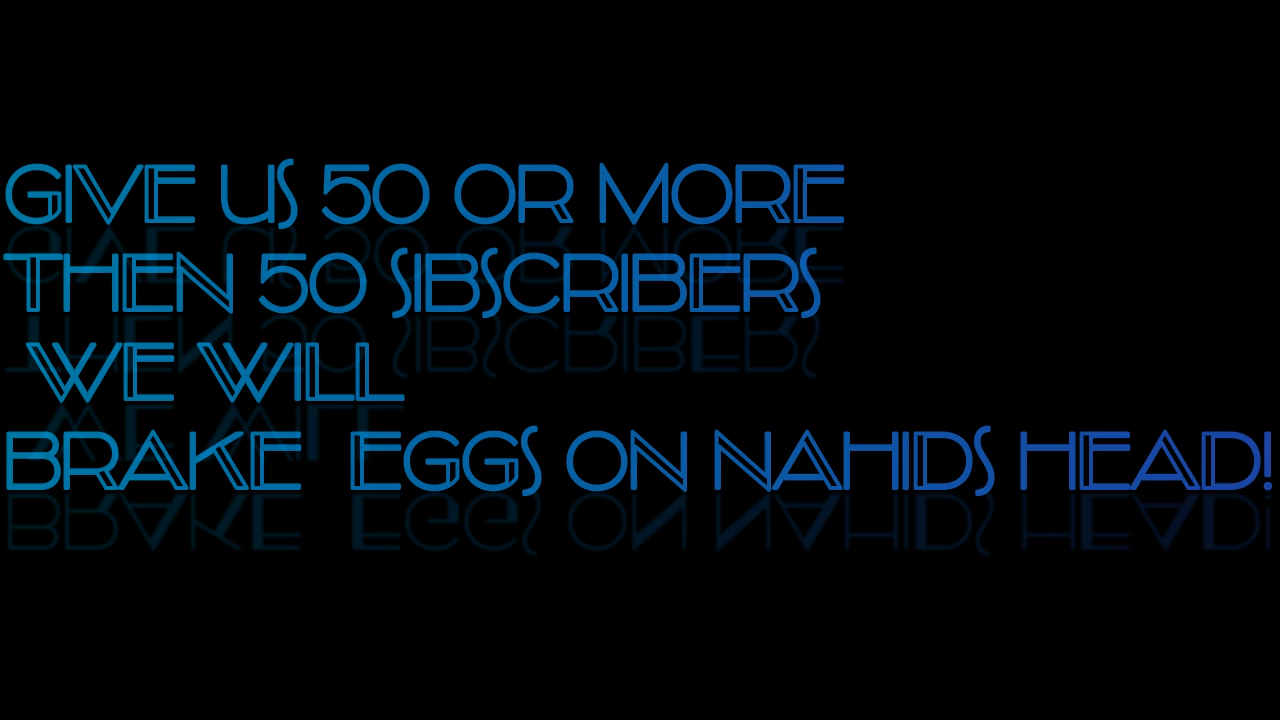 GIVE US 50 OR MORE
THEN 50 SIBSCRIBERS
WE WILL
BRAKE EGGS ON NAHIDS HEAD!